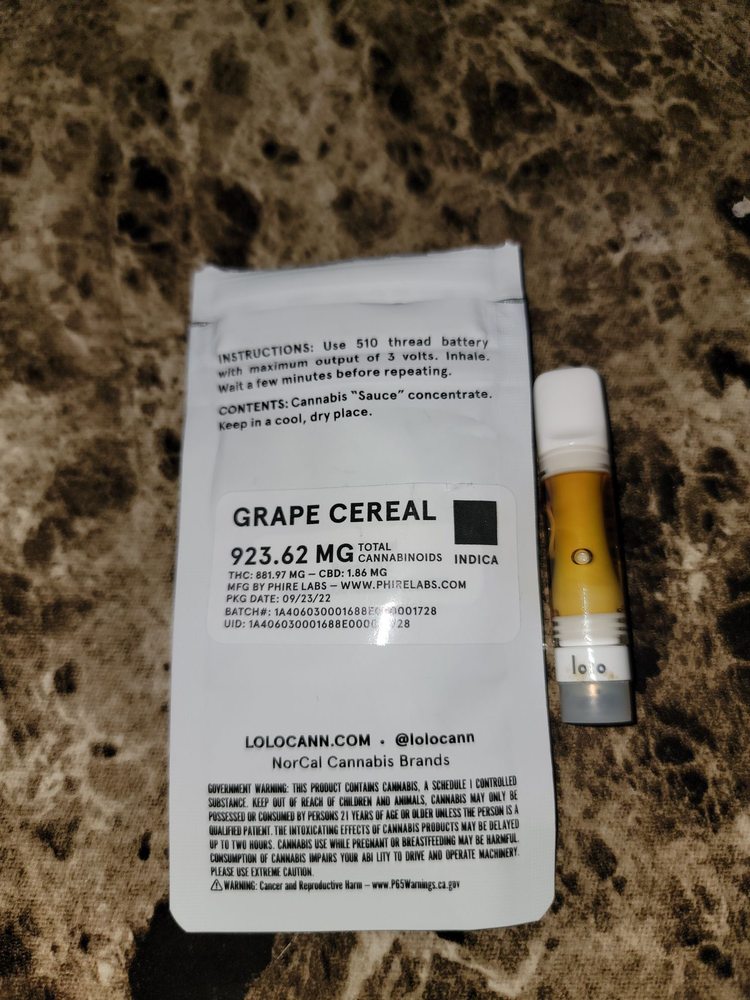 INSTRUCTIONS: Use 510 thread battery
with maximum output of 3 volts. Inhale.
Wait a few minutes before repeating.
CONTENTS: Cannabis "Sauce" concentrate.
Keep in a cool, dry place.
GRAPE CEREAL
923.62 MG TOTAL CANNABINOIDS
INDICA
THC: 881.97 MG – CBD: 1.86 MG
MFG BY PHIRE LABS – WWW.PHIRELABS.COM
PKG DATE: 09/23/22
BATCH#:
UID:
LOLOCANN.COM • @lolocann
NorCal Cannabis Brands
GOVERNMENT WARNING: THIS PRODUCT CONTAINS CANNABIS, A SCHEDULE I CONTROLLED
SUBSTANCE. KEEP OUT OF REACH OF CHILDREN AND ANIMALS, CANNABIS MAY ONLY BE
POSSESSED OR CONSUMED BY PERSONS 21 YEARS OF AGE OR OLDER UNLESS THE PERSON IS A
QUALIFIED PATIENT. THE INTOXICATING EFFECTS OF CANNABIS PRODUCTS MAY BE DELAYED
UP TO TWO HOURS. CANNABIS USE WHILE PREGNANT OR BREASTFEEDING MAY BE HARMFUL.
CONSUMPTION OF CANNABIS IMPAIRS YOUR ABI LITY TO DRIVE AND OPERATE MACHINERY.
PLEASE USE EXTREME CAUTION.
⚠ WARNING: Cancer and Reproductive Harm – www.P65Warnings.ca.gov
lolo